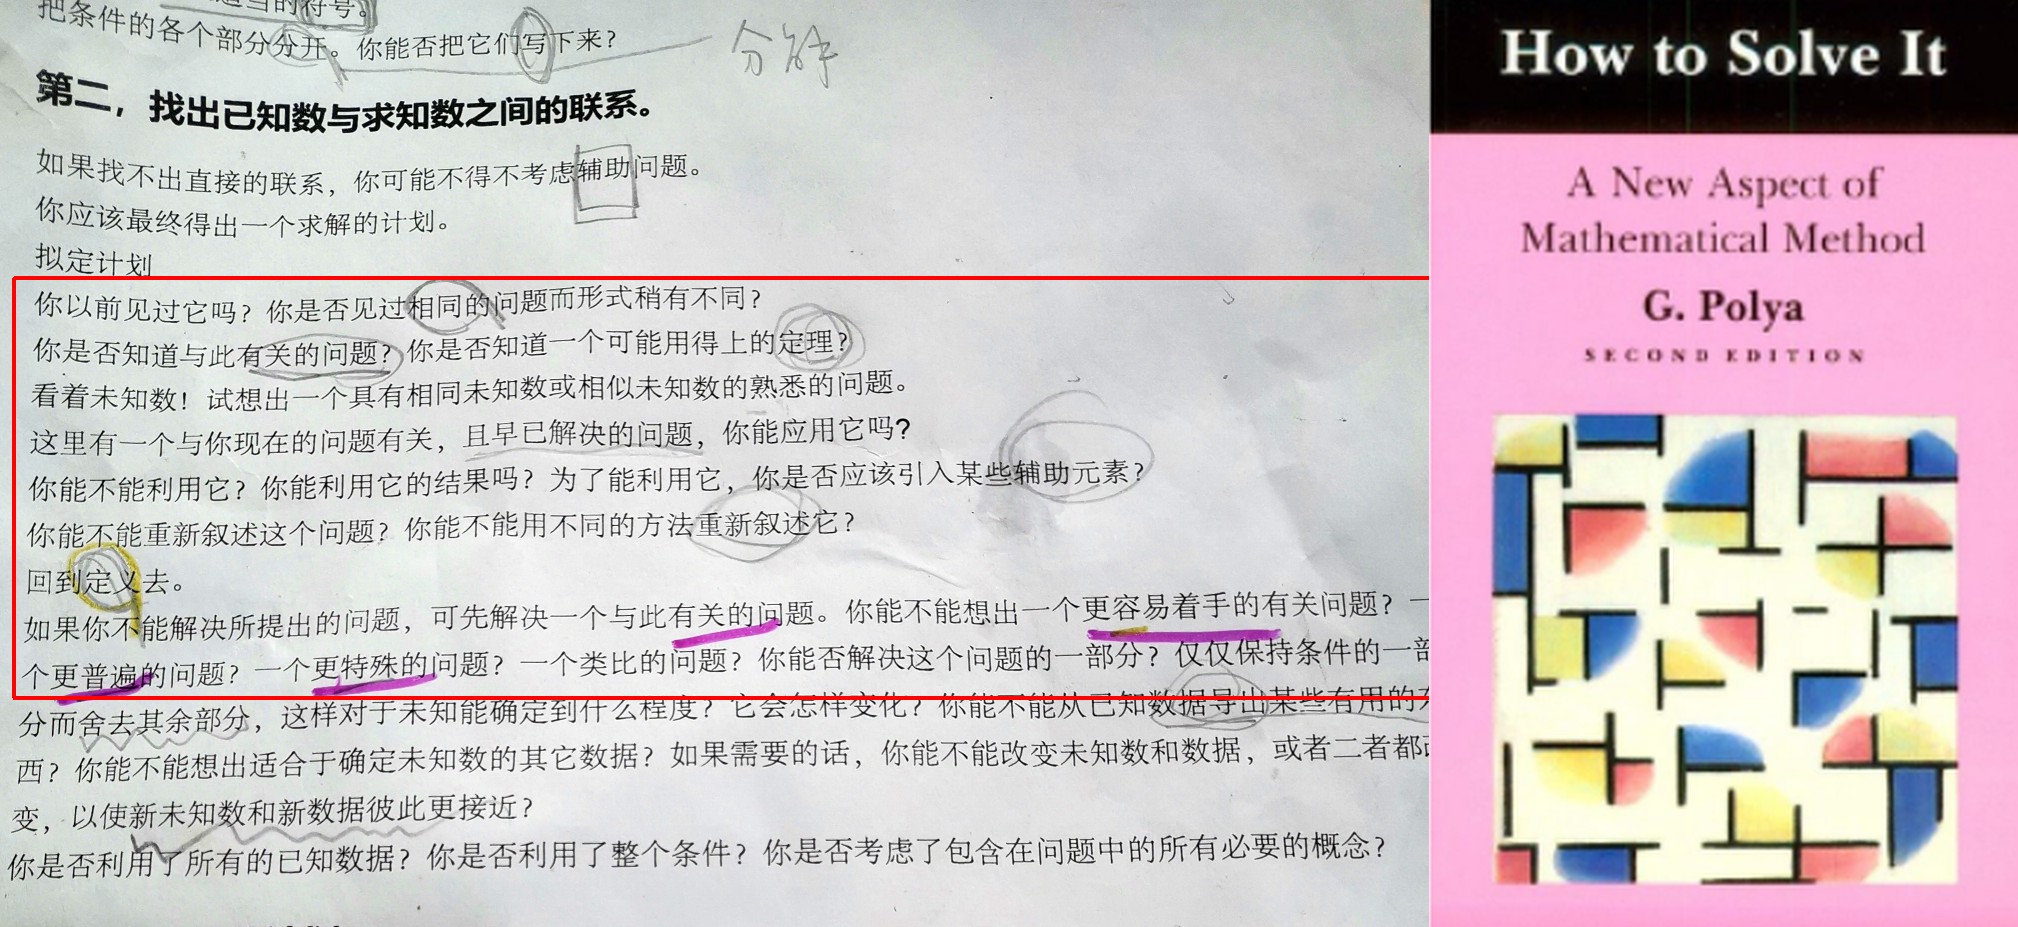 适当的符号。
把条件的各个部分分开。你能否把它们写下来？
分解
第二，找出已知数与求知数之间的联系。
如果找不出直接的联系，你可能不得不考虑辅助问题。
你应该最终得出一个求解的计划。
拟定计划
你以前见过它吗？你是否见过相同的问题而形式稍有不同？
你是否知道与此有关的问题？你是否知道一个可能用得上的定理？
看着未知数！试想出一个具有相同未知数或相似未知数的熟悉的问题。
这里有一个与你现在的问题有关，且早已解决的问题，你能应用它吗？
你能不能利用它？你能利用它的结果吗？为了能利用它，你是否应该引入某些辅助元素？
你能不能重新叙述这个问题？你能不能用不同的方法重新叙述它？
回到定义去。
如果你不能解决所提出的问题，可先解决一个与此有关的问题。你能不能想出一个更容易着手的有关问题？一
个更普遍的问题？一个更特殊的问题？一个类比的问题？你能否解决这个问题的一部分？仅仅保持条件的一部
分而舍去其余部分，这样对于未知能确定到什么程度？它会怎样变化？你能不能从已知数据导出某些有用的
西？你能不能想出适合于确定未知数的其它数据？如果需要的话，你能不能改变未知数和数据，或者二者都改
变，以使新未知数和新数据彼此更接近？
你是否利用了所有的已知数据？你是否利用了整个条件？你是否考虑了包含在问题中的所有必要的概念？
How to Solve It
A New Aspect of
Mathematical Method
G. Polya
SECOND EDITION